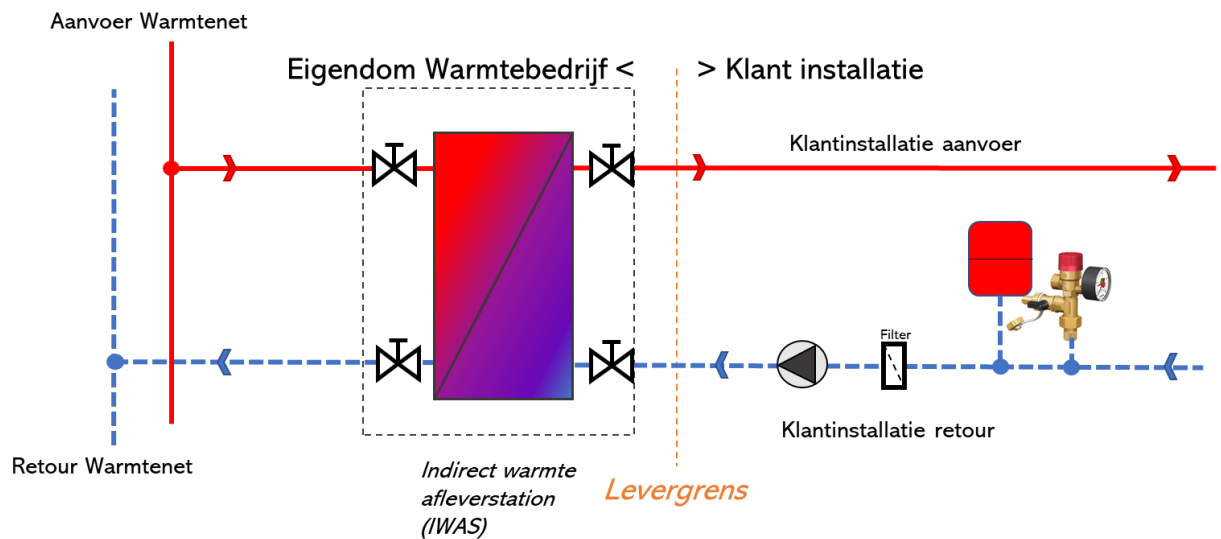 Aanvoer Warmtenet
Eigendom Warmtebedrijf < > Klant installatie
Klantinstallatie aanvoer
Filter
Klantinstallatie retour
Retour Warmtenet
Indirect warmte
afleverstation
(IWAS)
Levergrens